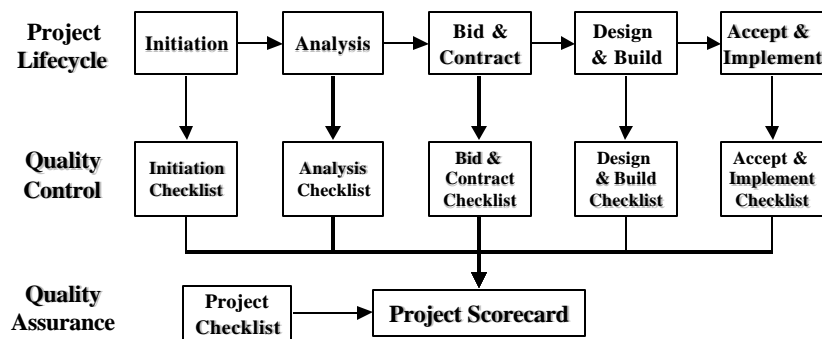 Project
Lifecycle
Initiation
Analysis
Bid &
Contract
Design
& Build
Accept &
Implement
Quality
Control
Initiation
Checklist
Analysis
Checklist
Bid &
Contract
Checklist
Design
& Build
Checklist
Accept &
Implement
Checklist
Quality
Assurance
Project
Checklist
Project Scorecard